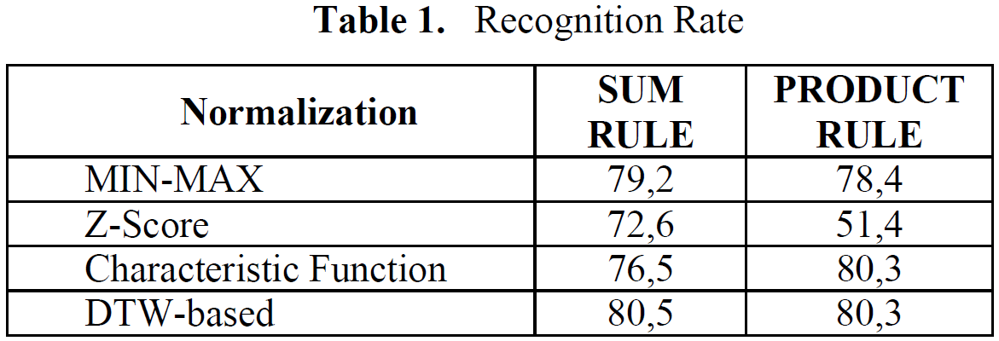 Table 1. Recognition Rate
Normalization SUM RULE PRODUCT RULE
MIN-MAX 79,2 78,4
Z-Score 72,6 51,4
Characteristic Function 76,5 80,3
DTW-based 80,5 80,3